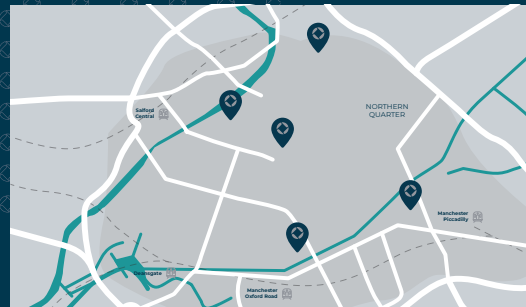 NORTHERN
QUARTER
Salford
Central
Manchester
Piccadilly
Deansgate
Manchester
Oxford Road